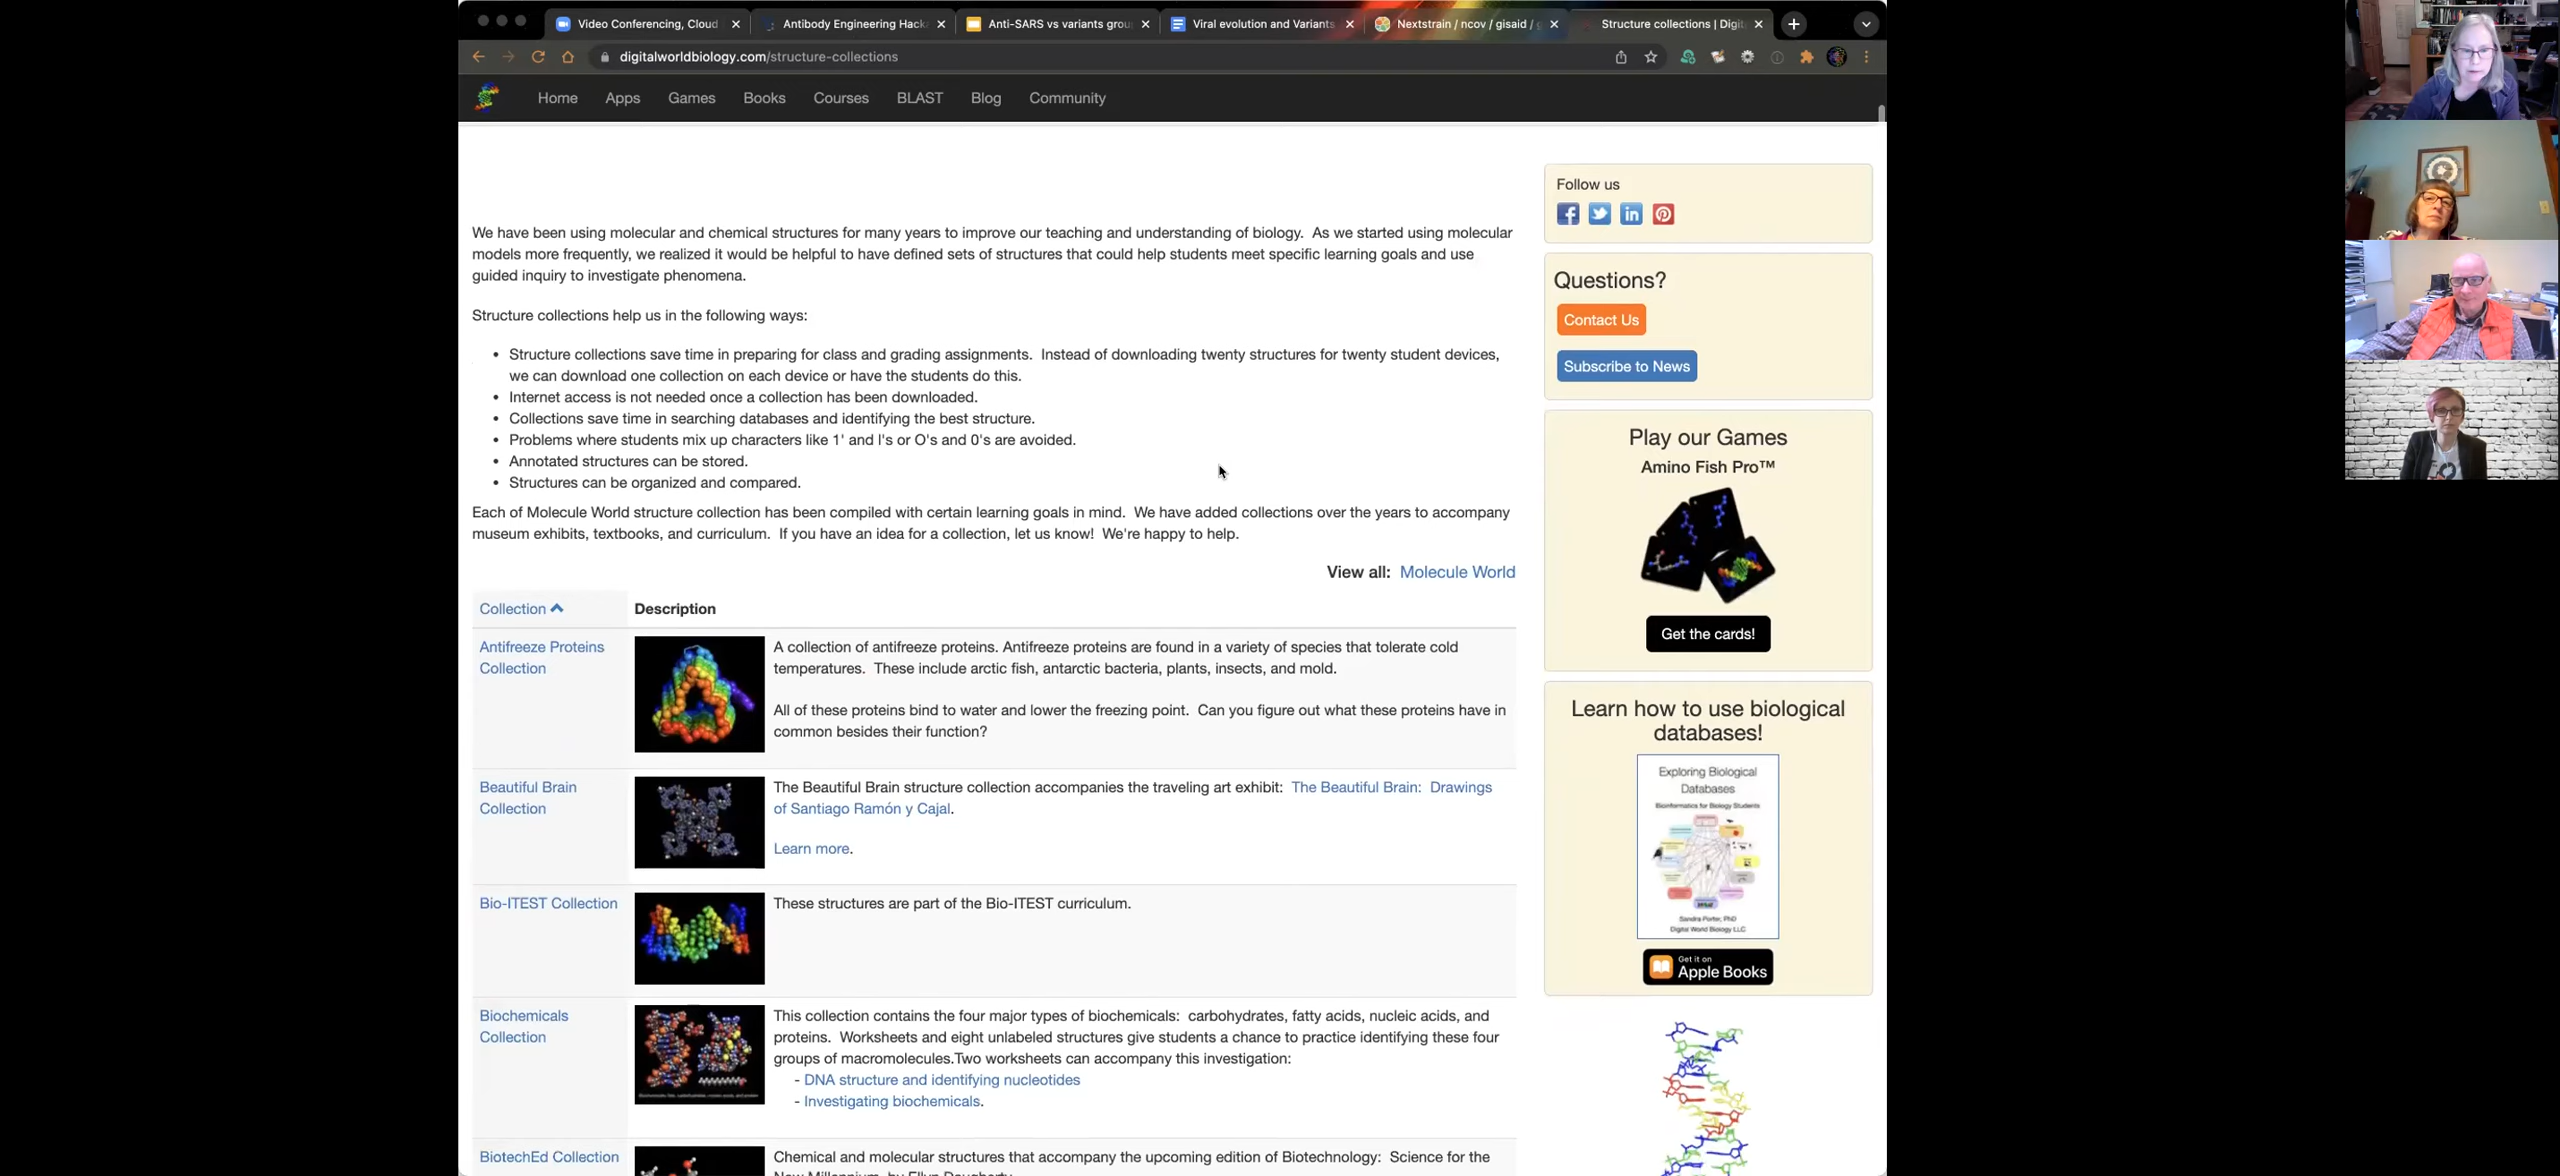 Video Conferencing, Cloud
Antibody Engineering Hack
Anti-SARS vs variants grou
Viral evolution and Variants
Nextstrain / ncov / gisaid / g
Structure collections | Digit
digitalworldbiology.com/structure-collections
Home Apps Games Books Courses BLAST Blog Community
We have been using molecular and chemical structures for many years to improve our teaching and understanding of biology. As we started using molecular
models more frequently, we realized it would be helpful to have defined sets of structures that could help students meet specific learning goals and use
guided inquiry to investigate phenomena.
Structure collections help us in the following ways:
• Structure collections save time in preparing for class and grading assignments. Instead of downloading twenty structures for twenty student devices,
we can download one collection on each device or have the students do this.
• Internet access is not needed once a collection has been downloaded.
• Collections save time in searching databases and identifying the best structure.
• Problems where students mix up characters like 1' and l's or O's and 0's are avoided.
• Annotated structures can be stored.
• Structures can be organized and compared.
Each of Molecule World structure collection has been compiled with certain learning goals in mind. We have added collections over the years to accompany
museum exhibits, textbooks, and curriculum. If you have an idea for a collection, let us know! We're happy to help.
View all: Molecule World
Collection Description
Antifreeze Proteins
Collection
A collection of antifreeze proteins. Antifreeze proteins are found in a variety of species that tolerate cold
temperatures. These include arctic fish, antarctic bacteria, plants, insects, and mold.
All of these proteins bind to water and lower the freezing point. Can you figure out what these proteins have in
common besides their function?
Beautiful Brain
Collection
The Beautiful Brain structure collection accompanies the traveling art exhibit: The Beautiful Brain: Drawings
of Santiago Ramón y Cajal.
Learn more.
Bio-ITEST Collection
These structures are part of the Bio-ITEST curriculum.
Biochemicals
Collection
This collection contains the four major types of biochemicals: carbohydrates, fatty acids, nucleic acids, and
proteins. Worksheets and eight unlabeled structures give students a chance to practice identifying these four
groups of macromolecules.Two worksheets can accompany this investigation:
- DNA structure and identifying nucleotides
- Investigating biochemicals.
BiotechEd Collection
Chemical and molecular structures that accompany the upcoming edition of Biotechnology: Science for the
New Millennium, by Ellyn Daugherty
Follow us
Questions?
Contact Us
Subscribe to News
Play our Games
Amino Fish Pro™
Get the cards!
Learn how to use biological
databases!
Exploring Biological
Databases
Bioinformatics for Biology Students
Sandra Porter, PhD
Digital World Biology LLC
Get it on
Apple Books